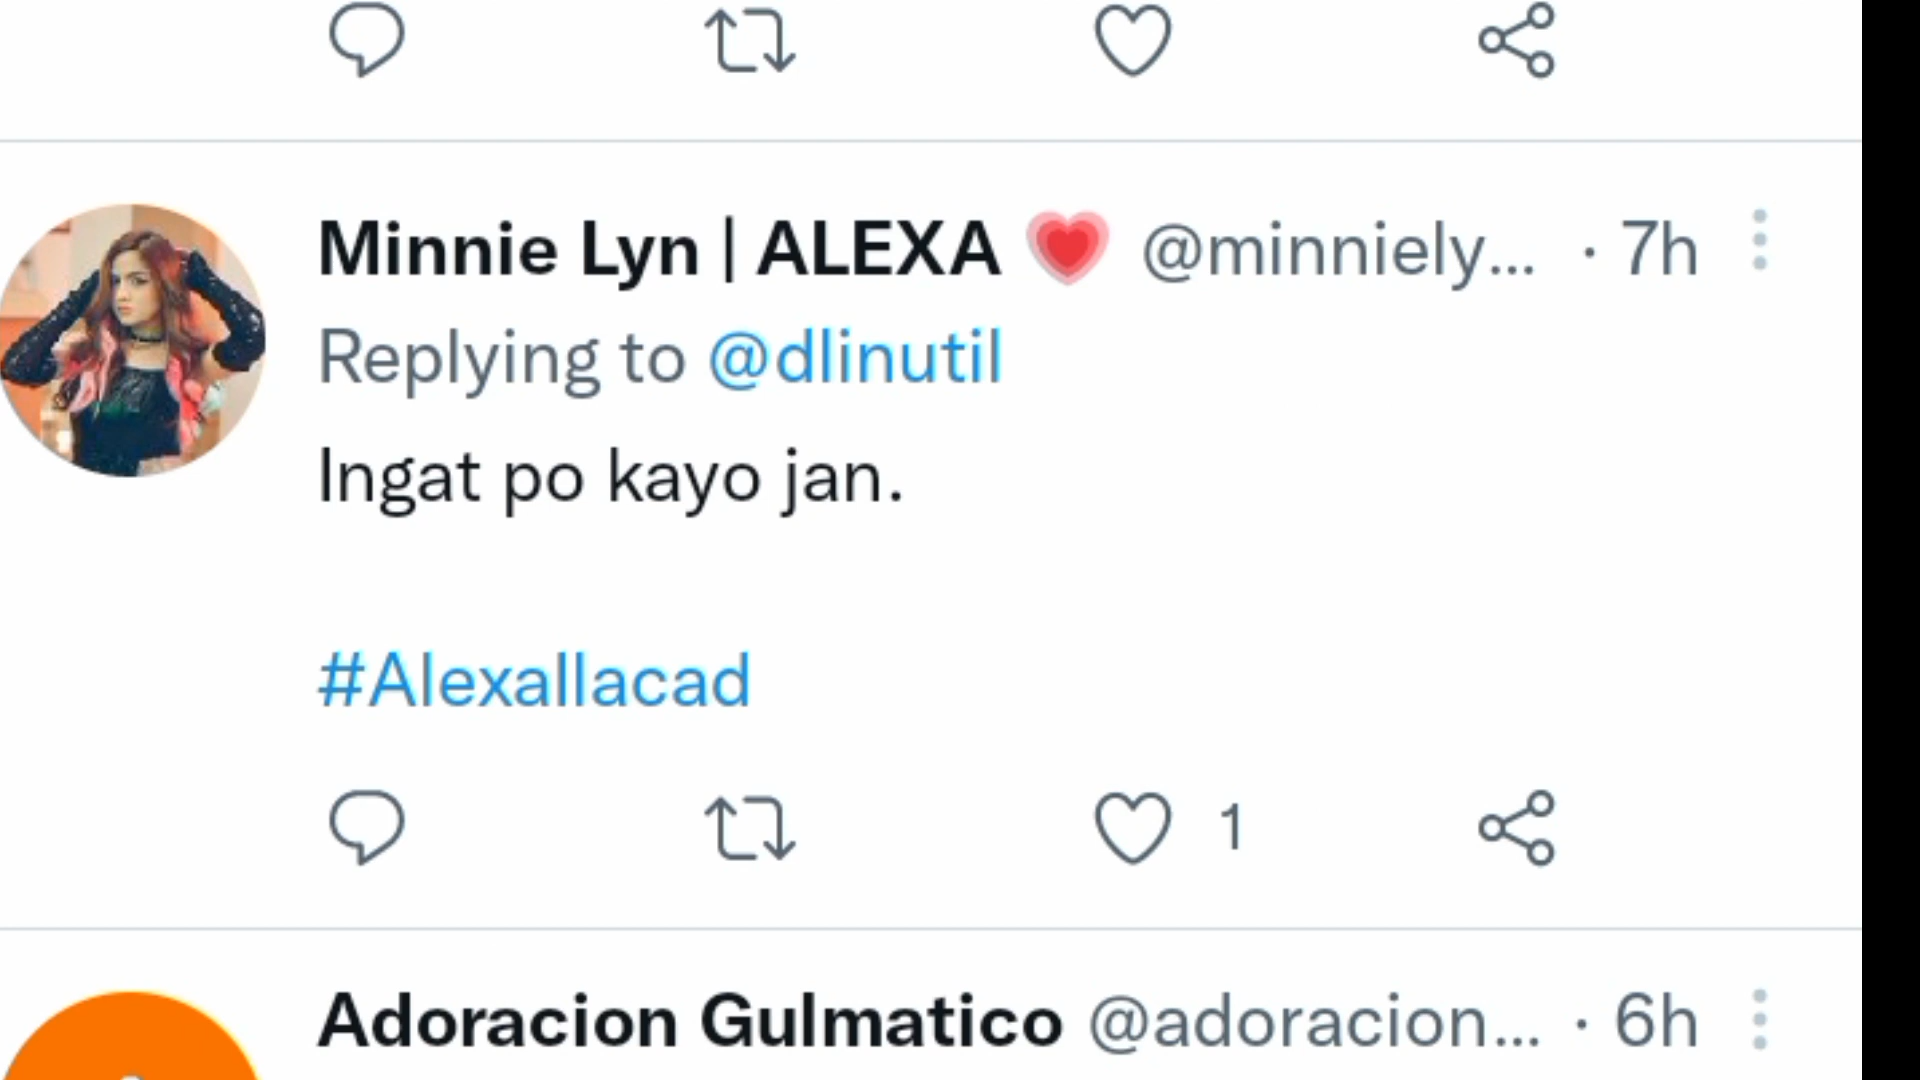 Minnie Lyn | ALEXA 💗 @minniely... · 7h
Replying to @dlinutil
Ingat po kayo jan.
#Alexallacad
1
Adoracion Gulmatico @adoracion... · 6h